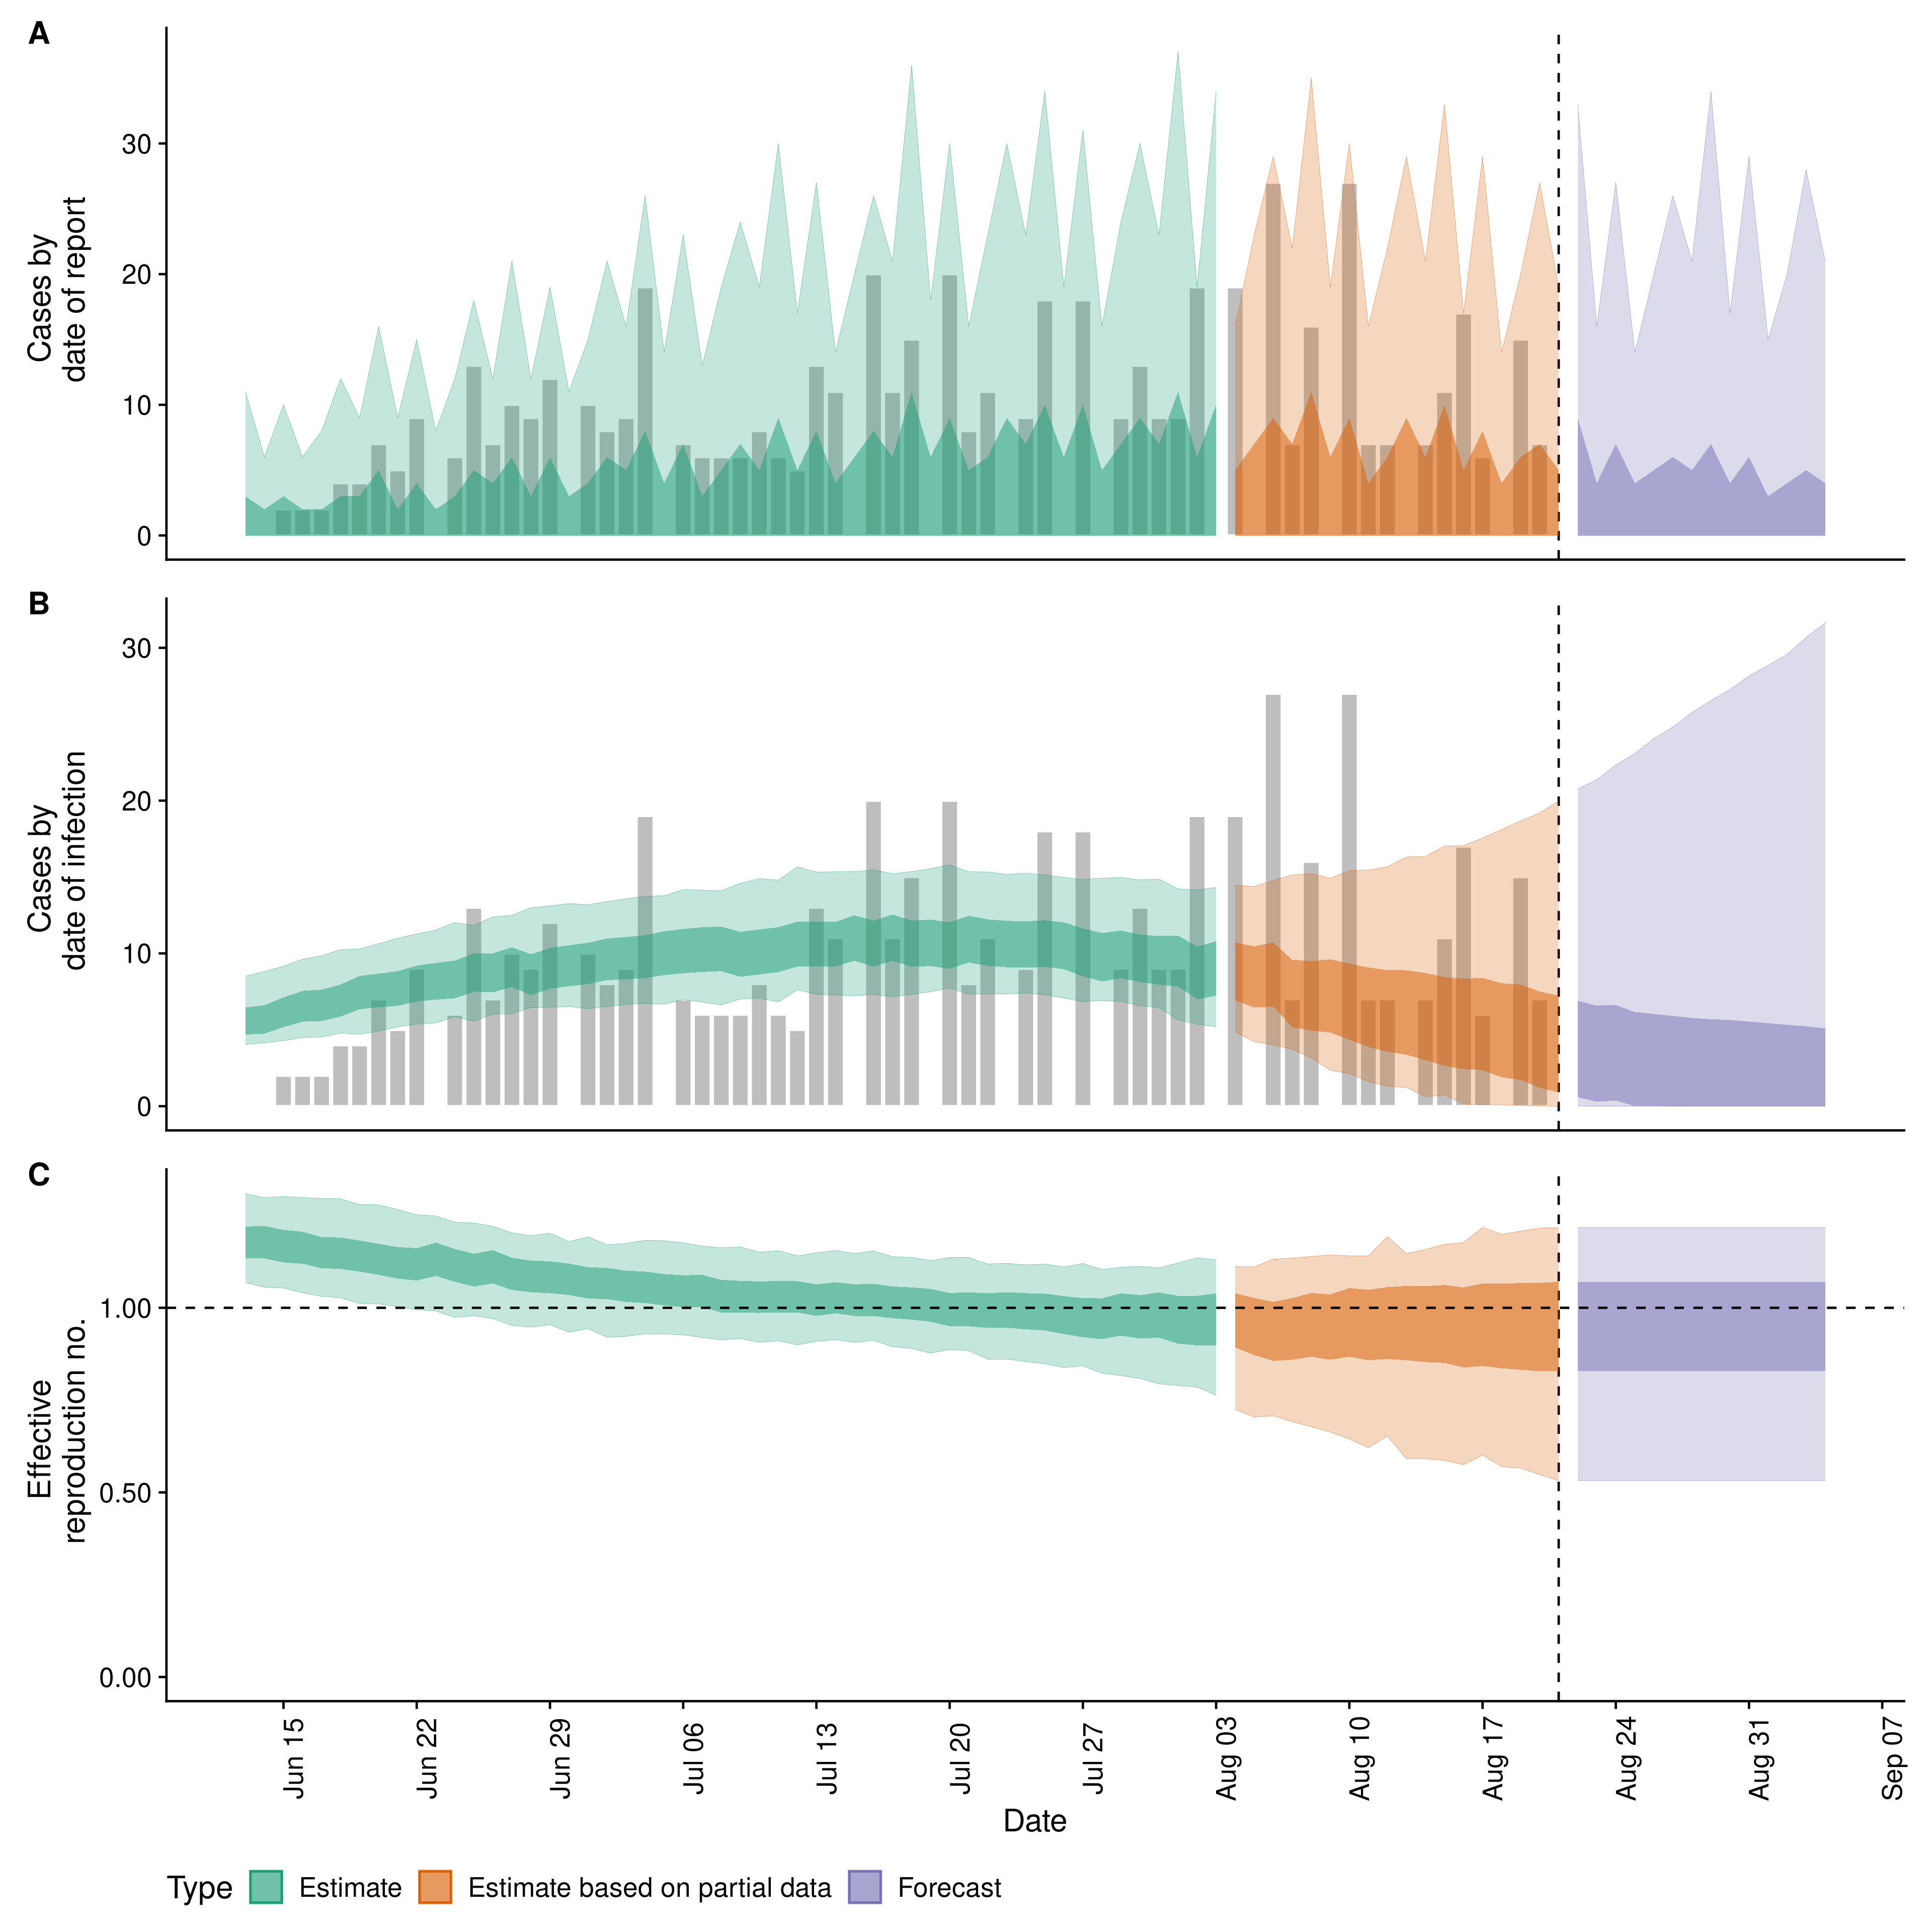 A
Cases by
date of report
30
20
10
0
B
Cases by
date of infection
30
20
10
0
C
Effective
reproduction no.
1.00
0.50
0.00
Jun 15
Jun 22
Jun 29
Jul 06
Jul 13
Jul 20
Jul 27
Aug 03
Aug 10
Aug 17
Aug 24
Aug 31
Sep 07
Date
Type Estimate Estimate based on partial data Forecast